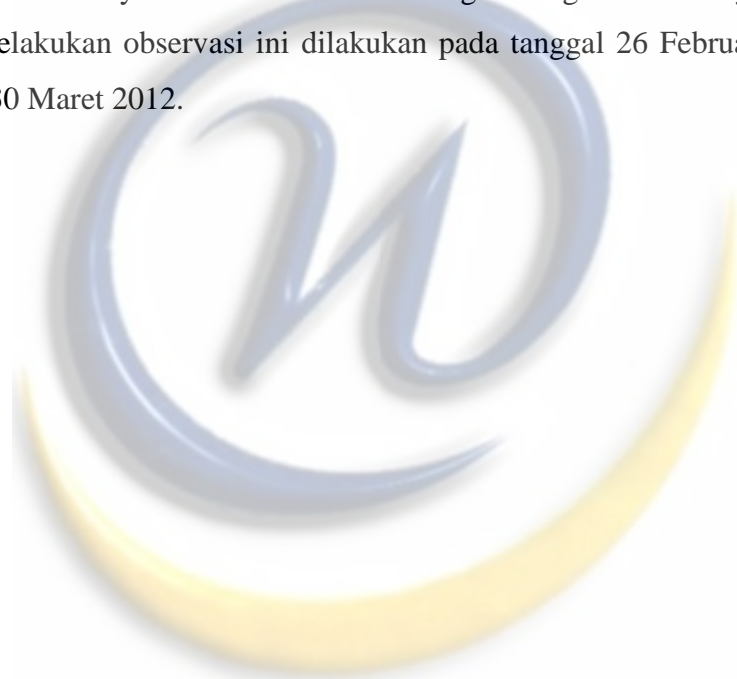 elakukan observasi ini dilakukan pada tanggal 26 Februa
30 Maret 2012.